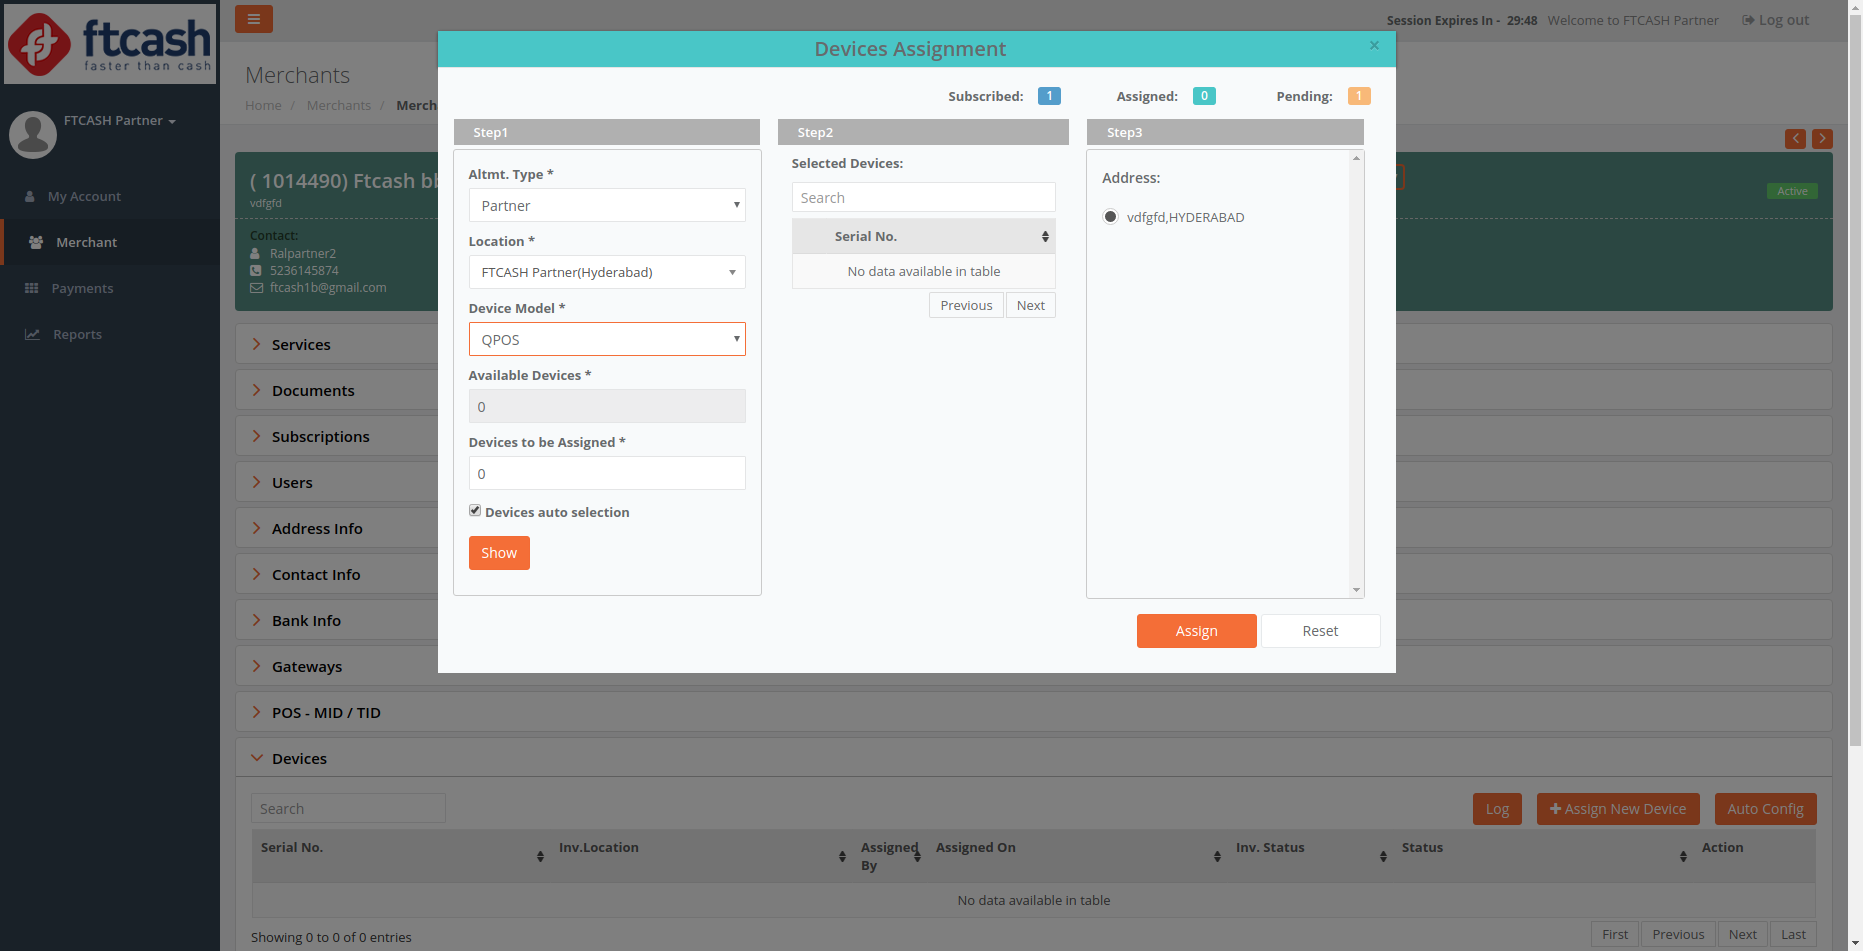 ftcash
faster than cash
FTCASH Partner
My Account
Merchant
Payments
Reports
Session Expires In - 29:48 Welcome to FTCASH Partner Log out
Merchants
Home / Merchants / Merch
( 1014490) Ftcash bb
vdfgfd
Active
Contact:
Ralpartner2
5236145874
ftcash1b@gmail.com
Services
Documents
Subscriptions
Users
Address Info
Contact Info
Bank Info
Gateways
POS - MID / TID
Devices
Devices Assignment ×
Subscribed: 1 Assigned: 0 Pending: 1
Step1
Altmt. Type *
Partner
Location *
FTCASH Partner(Hyderabad)
Device Model *
QPOS
Available Devices *
0
Devices to be Assigned *
0
Devices auto selection
Show
Step2
Selected Devices:
Search
Serial No.
No data available in table
Previous Next
Step3
Address:
vdfgfd,HYDERABAD
Assign Reset
Search
Log Assign New Device Auto Config
Serial No. Inv.Location Assigned By Assigned On Inv. Status Status Action
No data available in table
Showing 0 to 0 of 0 entries
First Previous Next Last